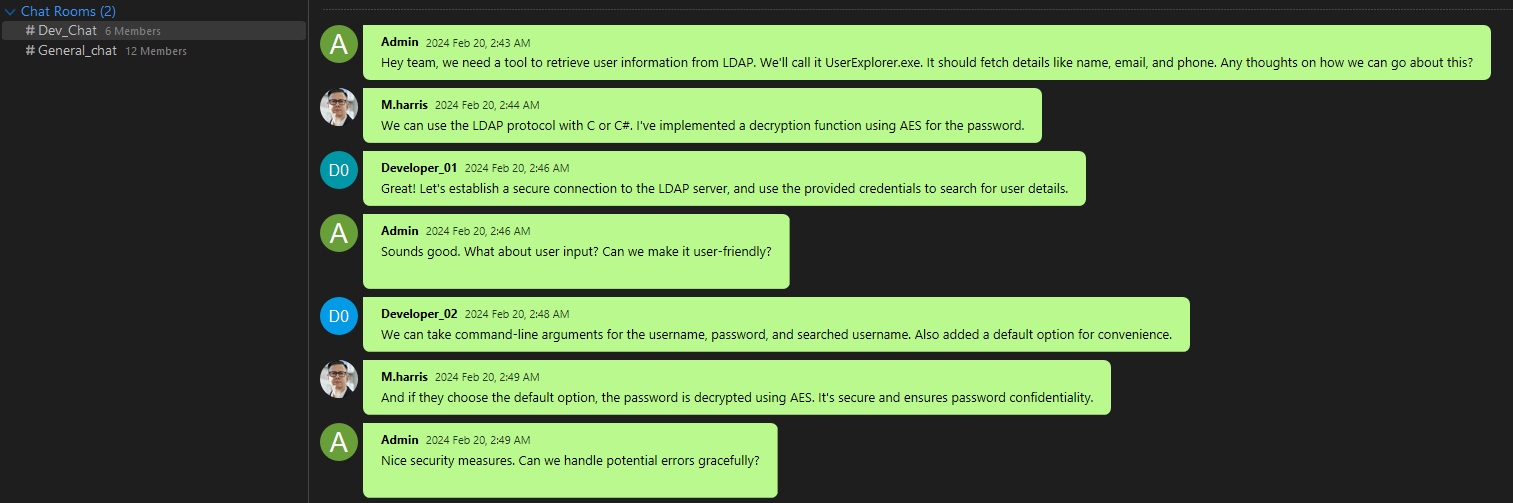 Chat Rooms (2)
# Dev_Chat 6 Members
# General_chat 12 Members
A
Admin 2024 Feb 20, 2:43 AM
Hey team, we need a tool to retrieve user information from LDAP. We'll call it UserExplorer.exe. It should fetch details like name, email, and phone. Any thoughts on how we can go about this?
M.harris 2024 Feb 20, 2:44 AM
We can use the LDAP protocol with C or C#. I've implemented a decryption function using AES for the password.
D0
Developer_01 2024 Feb 20, 2:46 AM
Great! Let's establish a secure connection to the LDAP server, and use the provided credentials to search for user details.
A
Admin 2024 Feb 20, 2:46 AM
Sounds good. What about user input? Can we make it user-friendly?
D0
Developer_02 2024 Feb 20, 2:48 AM
We can take command-line arguments for the username, password, and searched username. Also added a default option for convenience.
M.harris 2024 Feb 20, 2:49 AM
And if they choose the default option, the password is decrypted using AES. It's secure and ensures password confidentiality.
A
Admin 2024 Feb 20, 2:49 AM
Nice security measures. Can we handle potential errors gracefully?